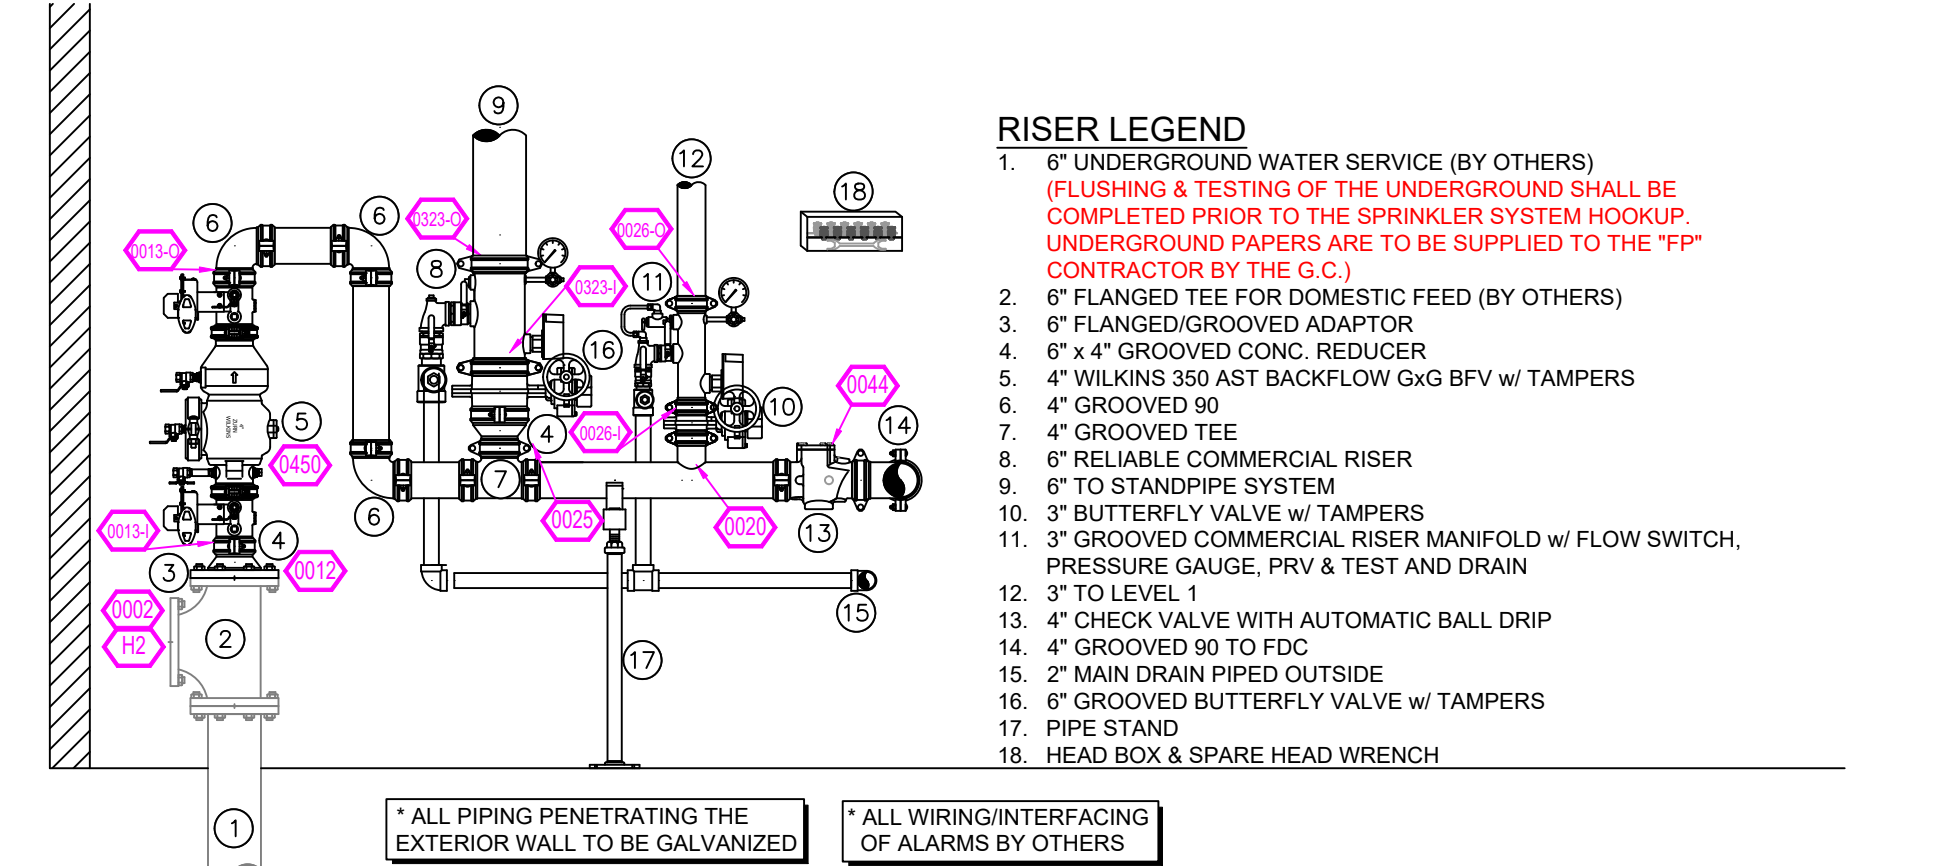 RISER LEGEND
1. 6" UNDERGROUND WATER SERVICE (BY OTHERS)
(FLUSHING & TESTING OF THE UNDERGROUND SHALL BE
COMPLETED PRIOR TO THE SPRINKLER SYSTEM HOOKUP.
UNDERGROUND PAPERS ARE TO BE SUPPLIED TO THE "FP"
CONTRACTOR BY THE G.C.)
2. 6" FLANGED TEE FOR DOMESTIC FEED (BY OTHERS)
3. 6" FLANGED/GROOVED ADAPTOR
4. 6" x 4" GROOVED CONC. REDUCER
5. 4" WILKINS 350 AST BACKFLOW GxG BFV w/ TAMPERS
6. 4" GROOVED 90
7. 4" GROOVED TEE
8. 6" RELIABLE COMMERCIAL RISER
9. 6" TO STANDPIPE SYSTEM
10. 3" BUTTERFLY VALVE w/ TAMPERS
11. 3" GROOVED COMMERCIAL RISER MANIFOLD w/ FLOW SWITCH,
PRESSURE GAUGE, PRV & TEST AND DRAIN
12. 3" TO LEVEL 1
13. 4" CHECK VALVE WITH AUTOMATIC BALL DRIP
14. 4" GROOVED 90 TO FDC
15. 2" MAIN DRAIN PIPED OUTSIDE
16. 6" GROOVED BUTTERFLY VALVE w/ TAMPERS
17. PIPE STAND
18. HEAD BOX & SPARE HEAD WRENCH
9
12
18
6
6
0323-O
0026-O
0013-O
8
11
0323-I
16
0044
10
5
4
0026-I
14
0450
7
6
0025
0020
13
0013-I
4
3
0012
0002
H2
2
15
17
1
4"
ZURN
WILKINS
* ALL PIPING PENETRATING THE
EXTERIOR WALL TO BE GALVANIZED
* ALL WIRING/INTERFACING
OF ALARMS BY OTHERS